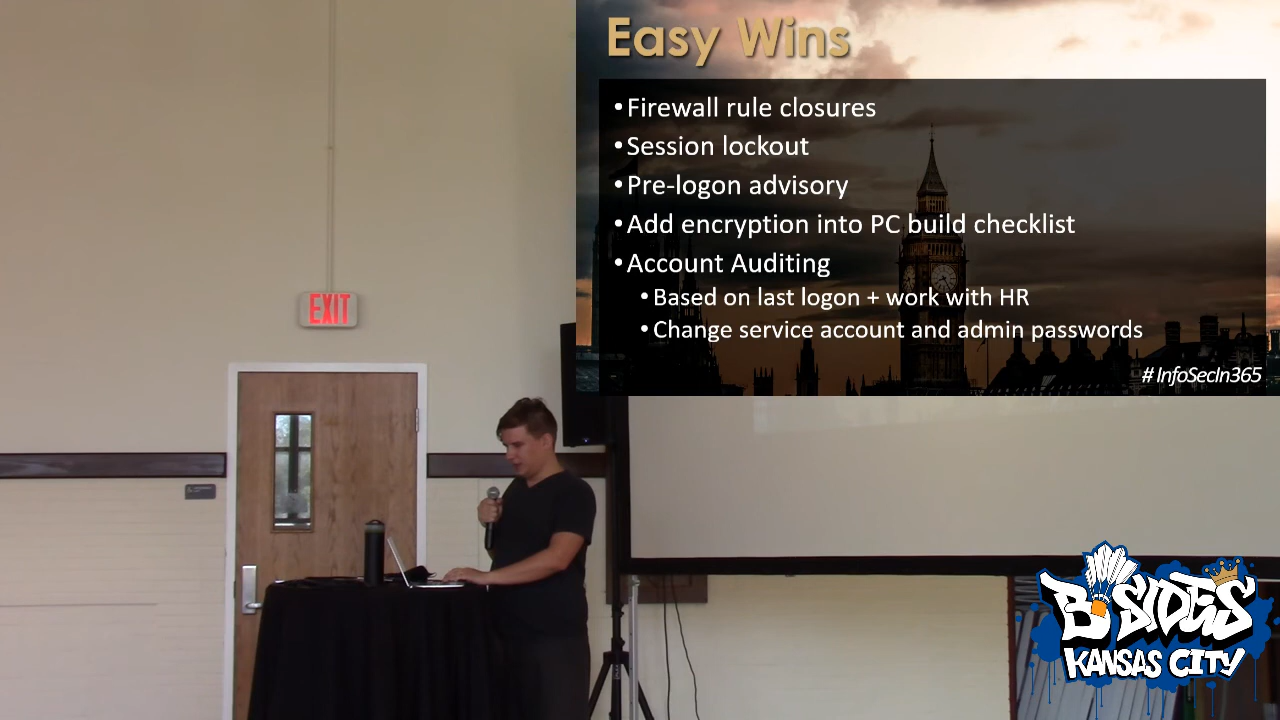 Easy Wins
•Firewall rule closures
•Session lockout
•Pre-logon advisory
•Add encryption into PC build checklist
•Account Auditing
•Based on last logon + work with HR
•Change service account and admin passwords
# InfoSecIn365
EXIT
B•SIDES
KANSAS CITY